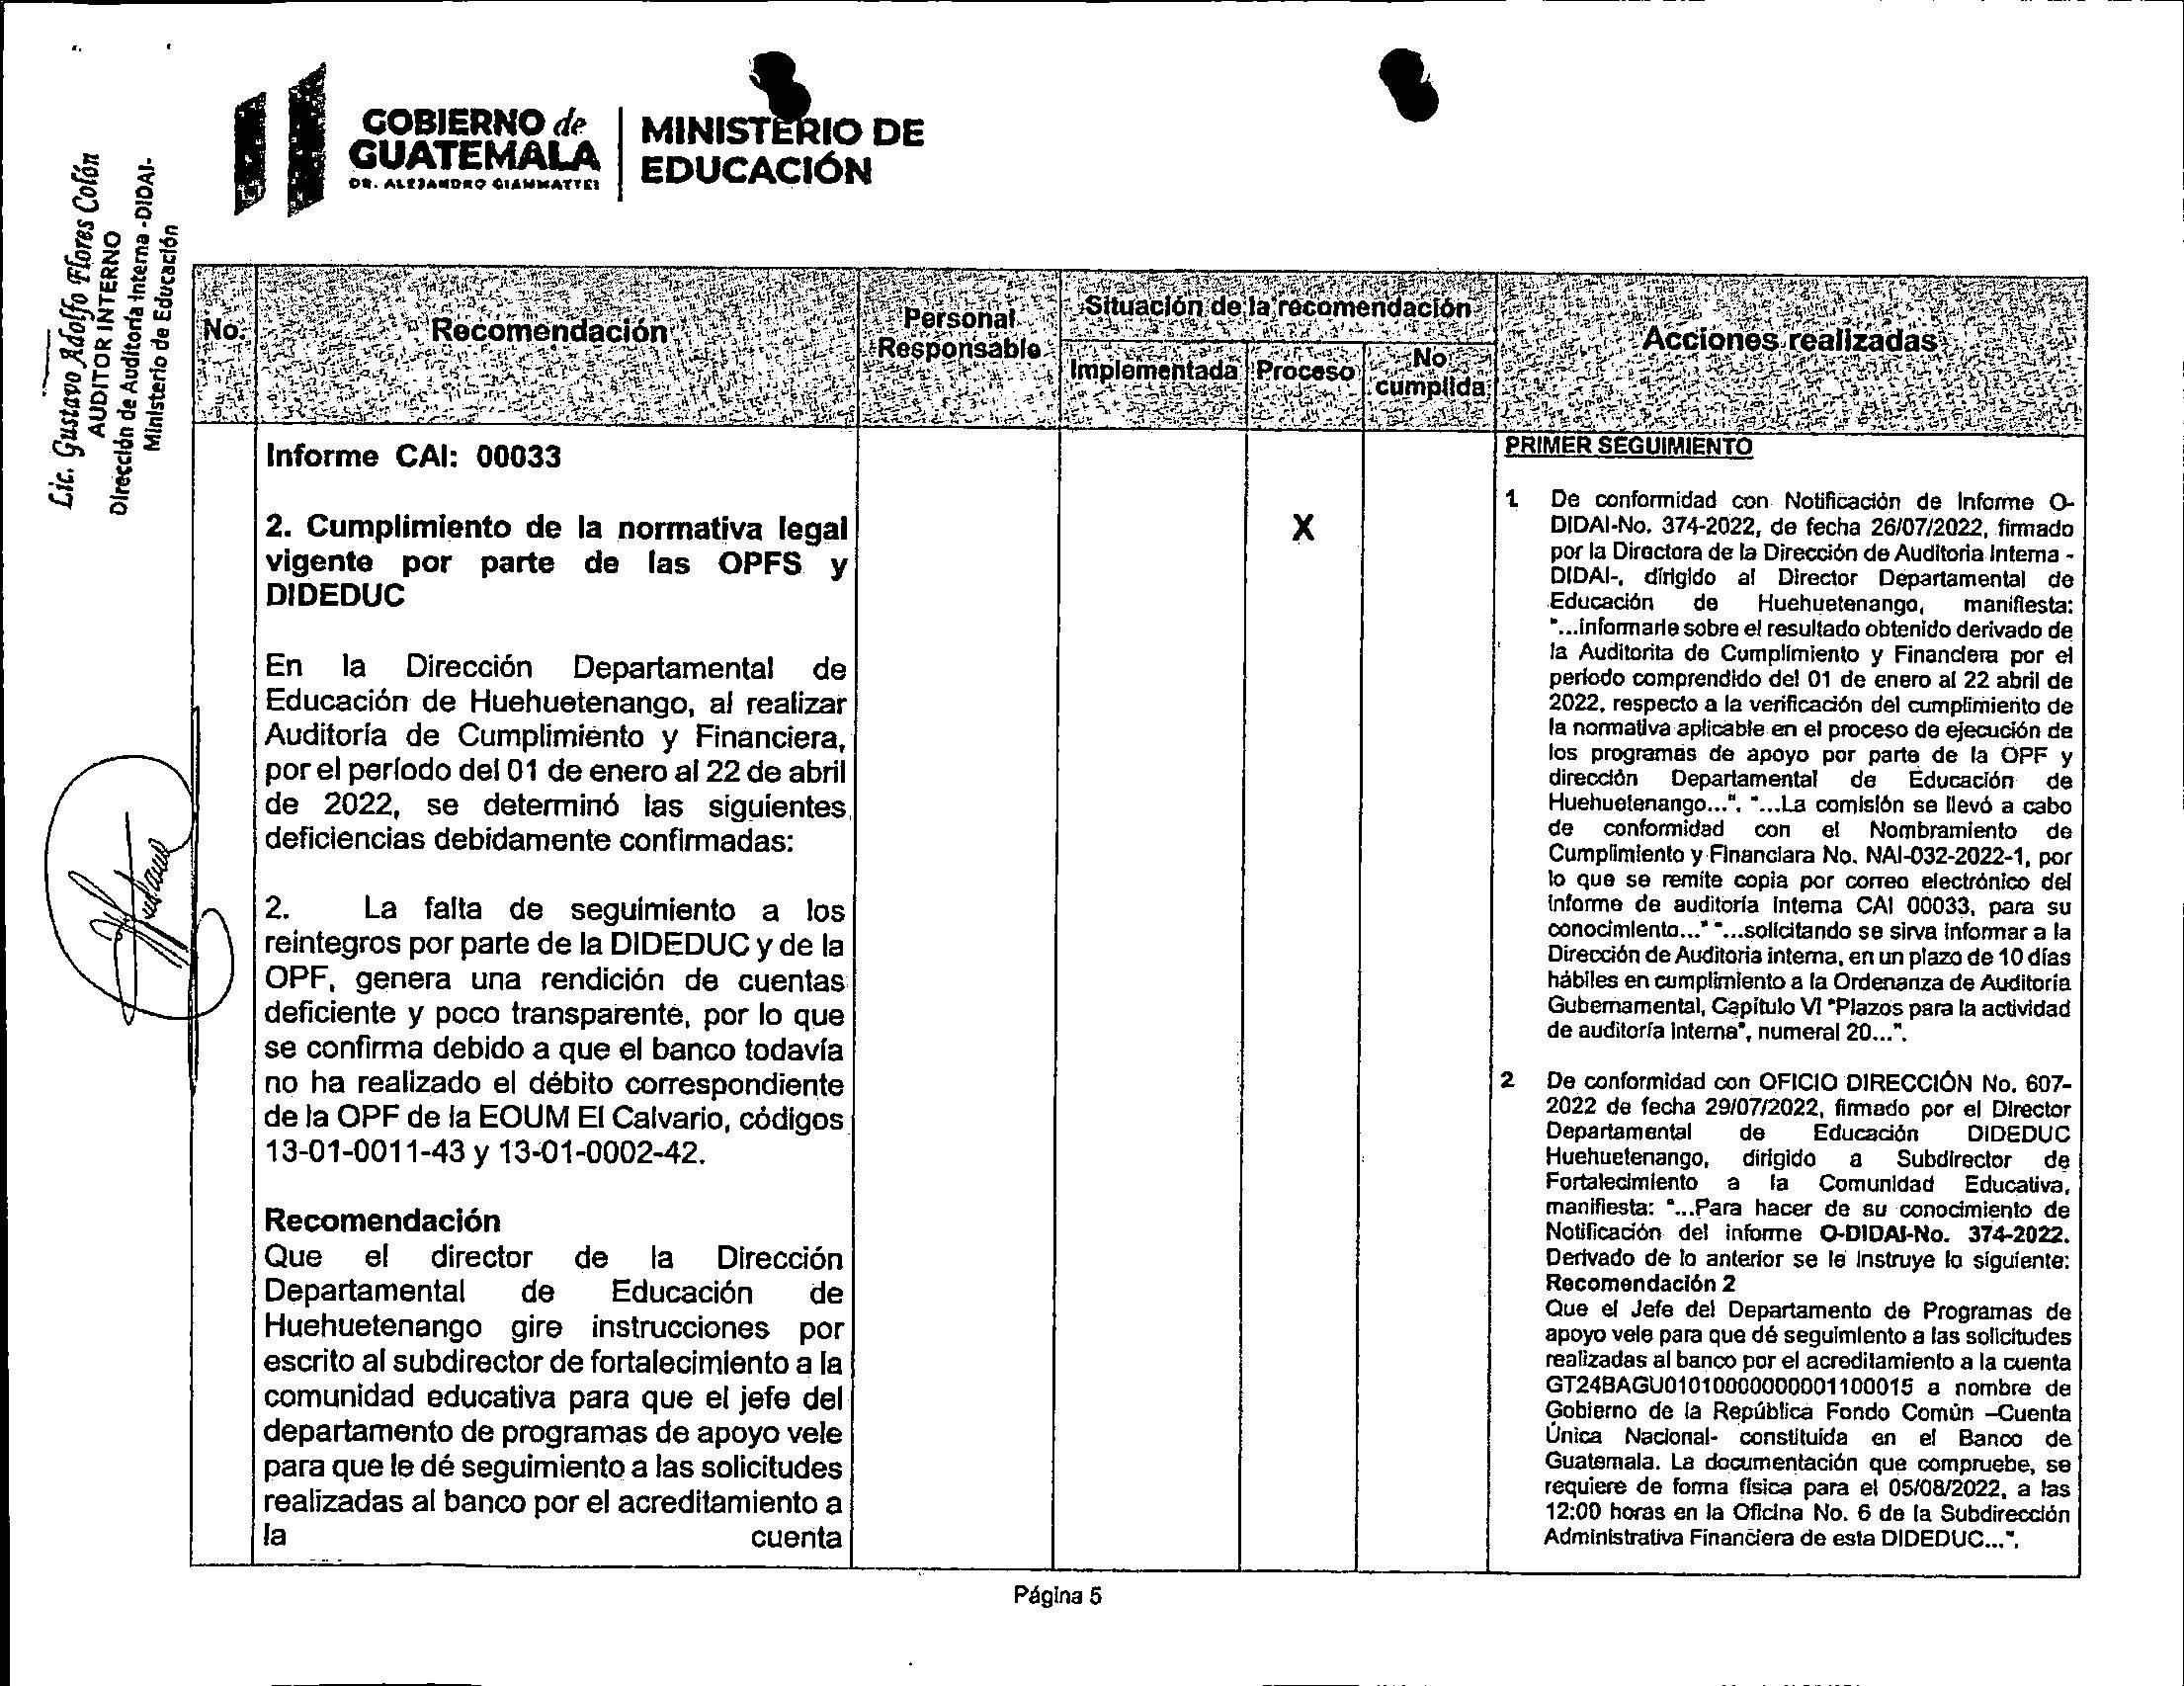 GOBIERNO de
GUATEMALA
DR. ALEJANDRO GIAMMATTEI
MINISTERIO DE
EDUCACIÓN
Lic. Gustavo Adolfo Flores Colón
AUDITOR INTERNO
Dirección de Auditoría Interna -DIDAI-
Ministerio de Educación
No.
Recomendación
Personal
Responsable
Situación de la recomendación
Implementada
Proceso
No
cumplida
Acciones realizadas
Informe CAI: 00033
2. Cumplimiento de la normativa legal
vigente por parte de las OPFS y
DIDEDUC
En la Dirección Departamental de
Educación de Huehuetenango, al realizar
Auditoría de Cumplimiento y Financiera,
por el período del 01 de enero al 22 de abril
de 2022, se determinó las siguientes
deficiencias debidamente confirmadas:
2. La falta de seguimiento a los
reintegros por parte de la DIDEDUC y de la
OPF, genera una rendición de cuentas
deficiente y poco transparente, por lo que
se confirma debido a que el banco todavía
no ha realizado el débito correspondiente
de la OPF de la EOUM El Calvario, códigos
13-01-0011-43 y 13-01-0002-42.
Recomendación
Que el director de la Dirección
Departamental de Educación de
Huehuetenango gire instrucciones por
escrito al subdirector de fortalecimiento a la
comunidad educativa para que el jefe del
departamento de programas de apoyo vele
para que le dé seguimiento a las solicitudes
realizadas al banco por el acreditamiento a
la cuenta
X
PRIMER SEGUIMIENTO
1 De conformidad con Notificación de Informe O-
DIDAI-No. 374-2022, de fecha 26/07/2022, firmado
por la Directora de la Dirección de Auditoria Interna -
DIDAI-, dirigido al Director Departamental de
Educación de Huehuetenango, manifiesta:
"...informarle sobre el resultado obtenido derivado de
la Auditorita de Cumplimiento y Financiera por el
período comprendido del 01 de enero al 22 abril de
2022, respecto a la verificación del cumplimiento de
la normativa aplicable en el proceso de ejecución de
los programas de apoyo por parte de la OPF y
dirección Departamental de Educación de
Huehuetenango...". "...La comisión se llevó a cabo
de conformidad con el Nombramiento de
Cumplimiento y Financiara No. NAI-032-2022-1, por
lo que se remite copia por correo electrónico del
informe de auditoría interna CAI 00033, para su
conocimiento..." "...solicitando se sirva informar a la
Dirección de Auditoria interna, en un plazo de 10 días
hábiles en cumplimiento a la Ordenanza de Auditoria
Gubernamental, Capítulo VI "Plazos para la actividad
de auditoría interna", numeral 20...".
2 De conformidad con OFICIO DIRECCIÓN No. 607-
2022 de fecha 29/07/2022, firmado por el Director
Departamental de Educación DIDEDUC
Huehuetenango, dirigido a Subdirector de
Fortalecimiento a la Comunidad Educativa,
manifiesta: "...Para hacer de su conocimiento de
Notificación del informe O-DIDAI-No. 374-2022.
Derivado de lo anterior se le instruye lo siguiente:
Recomendación 2
Que el Jefe del Departamento de Programas de
apoyo vele para que dé seguimiento a las solicitudes
realizadas al banco por el acreditamiento a la cuenta
GT24BAGU01010000000001100015 a nombre de
Gobierno de la República Fondo Común –Cuenta
Única Nacional- constituida en el Banco de
Guatemala. La documentación que compruebe, se
requiere de forma física para el 05/08/2022, a las
12:00 horas en la Oficina No. 6 de la Subdirección
Administrativa Financiera de esta DIDEDUC...".
Página 5